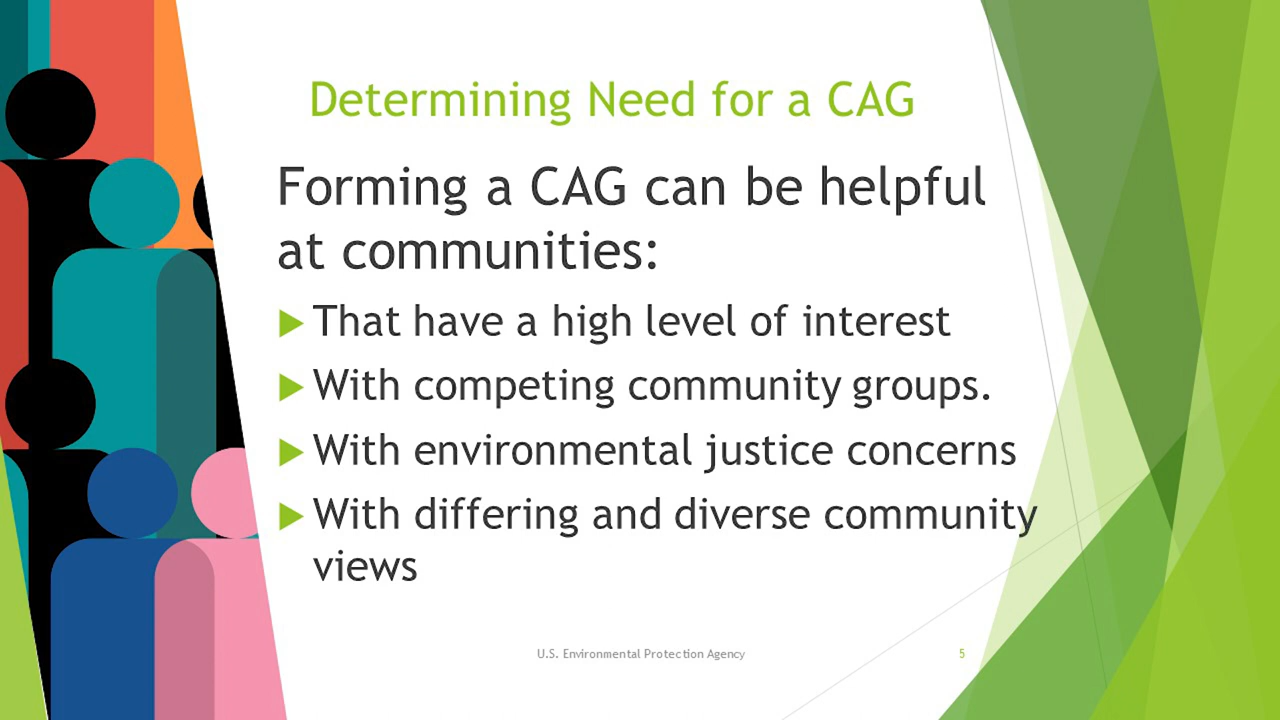 Determining Need for a CAG
Forming a CAG can be helpful
at communities:
That have a high level of interest
With competing community groups.
With environmental justice concerns
With differing and diverse community
views
U.S. Environmental Protection Agency
5